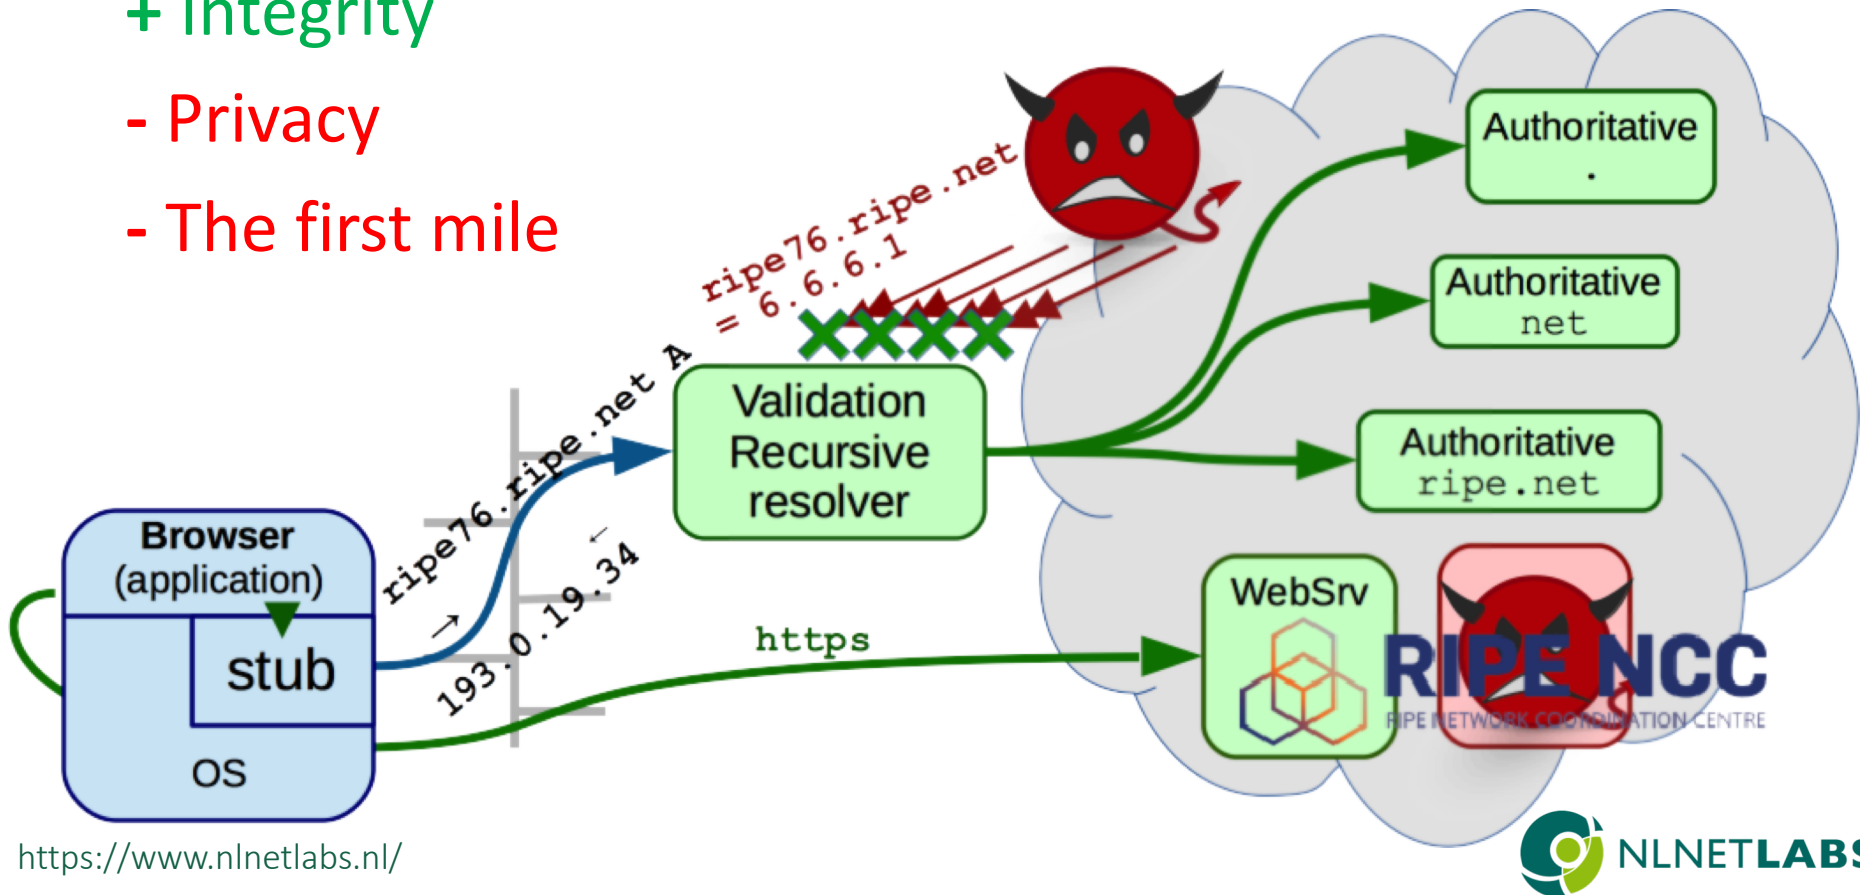 + Integrity
- Privacy
- The first mile
ripe76.ripe.net
= 6.6.6.1
Authoritative
.
Authoritative
net
Authoritative
ripe.net
Validation
Recursive
resolver
ripe76.ripe.net A
→
←
193.0.19.34
Browser
(application)
stub
OS
https
WebSrv
RIPE NCC
RIPE NETWORK COORDINATION CENTRE
https://www.nlnetlabs.nl/
NLNETLABS